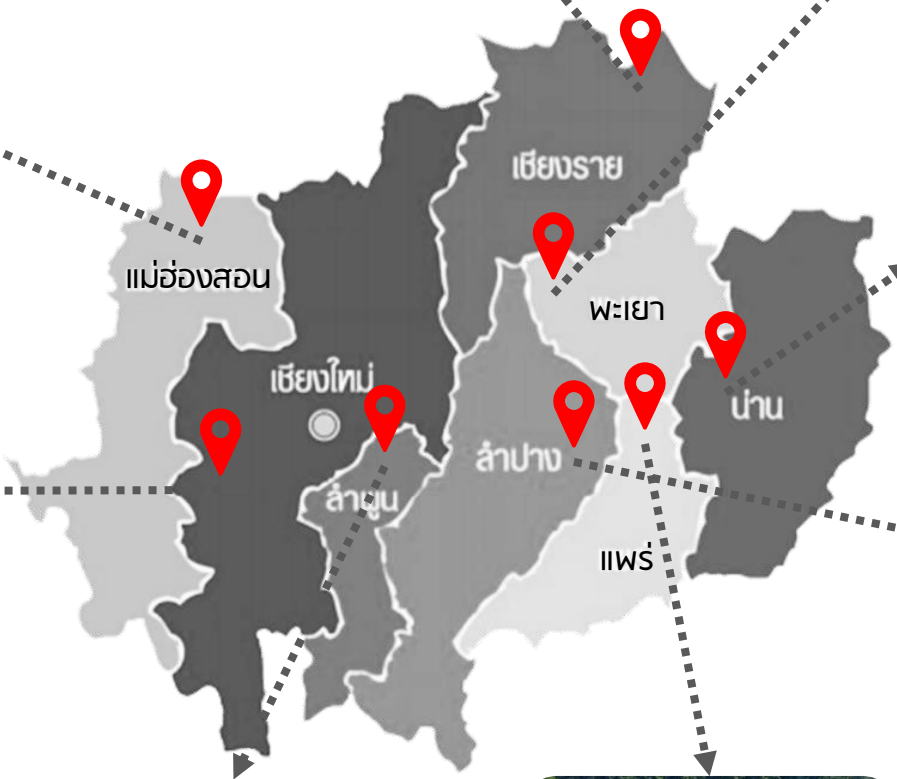 เชียงราย
แม่ฮ่องสอน
พะเยา
เชียงใหม่
น่าน
ลำปาง
ลำพูน
แพร่